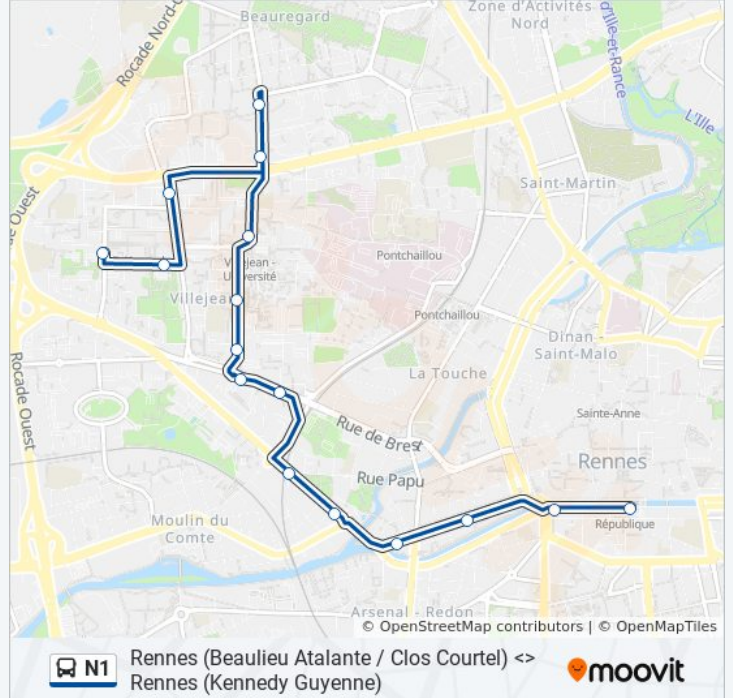 Beauregard
Zone d'Activités
Nord
d'Ille-et-Rance
L'Ille
Rocade Nord-O
Saint-Martin
Ouest
Pontchaillou
Villejean -
Université
Villejean
Pontchaillou
Dinan -
Saint-Malo
La Touche
Rocade Ouest
Sainte-Anne
Rue de Brest
Rennes
Rue Papu
Moulin du
Comte
République
Arsenal - Redon
© OpenStreetMap contributors | © OpenMapTiles
N1
Rennes (Beaulieu Atalante / Clos Courtel) <>
Rennes (Kennedy Guyenne)
moovit